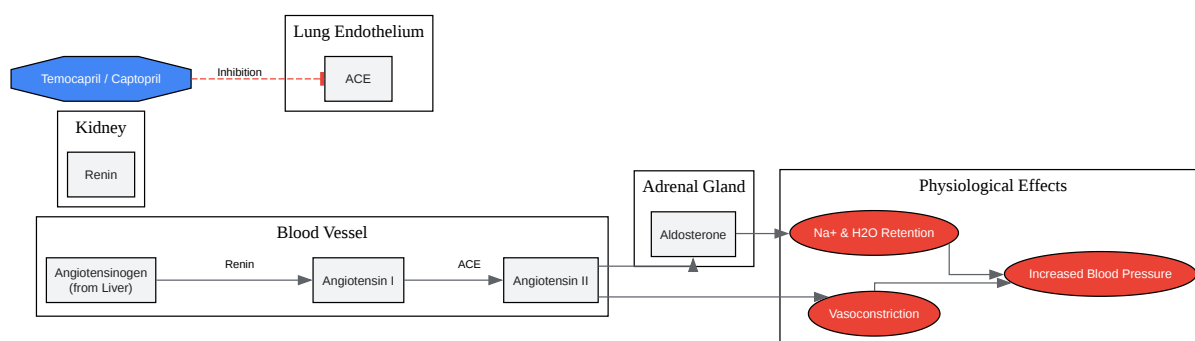 Lung Endothelium
Temocapril / Captopril
Inhibition
ACE
Kidney
Renin
Adrenal Gland
Physiological Effects
Aldosterone
Na+ & H2O Retention
Blood Vessel
Angiotensinogen
(from Liver)
Renin
Angiotensin I
ACE
Angiotensin II
Increased Blood Pressure
Vasoconstriction